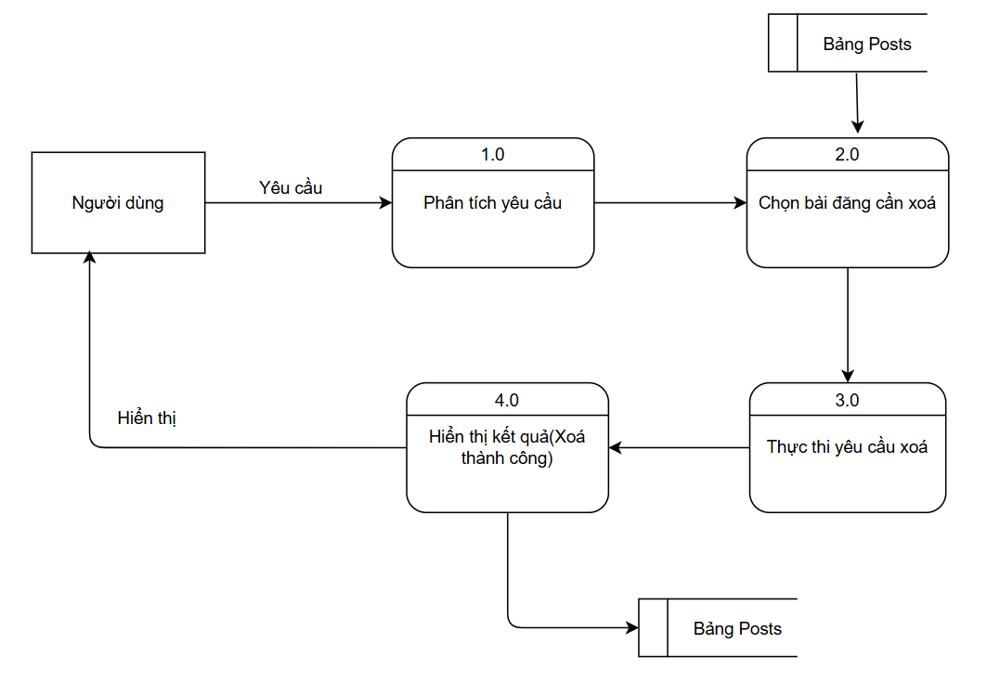 Bảng Posts
1.0
2.0
Người dùng
Yêu cầu
Phân tích yêu cầu
Chọn bài đăng cần xoá
4.0
3.0
Hiển thị
Hiển thị kết quả(Xoá
thành công)
Thực thi yêu cầu xoá
Bảng Posts